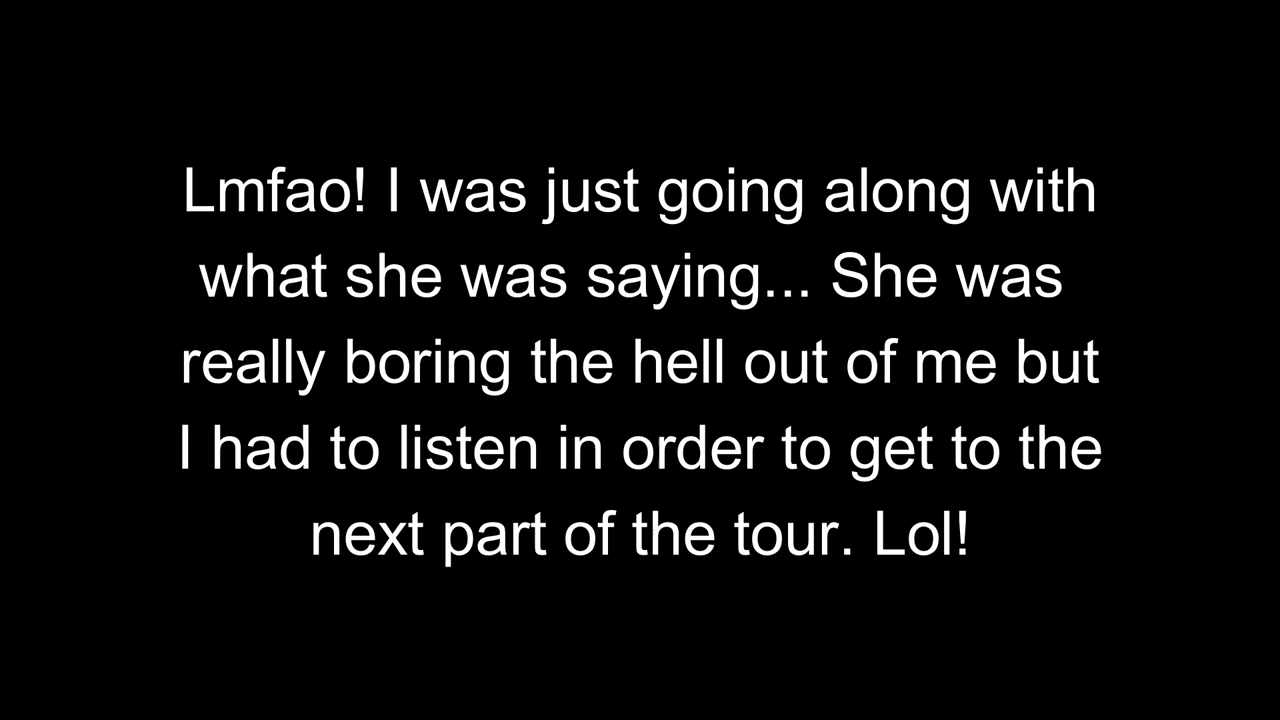 Lmfao! I was just going along with
what she was saying... She was
really boring the hell out of me but
I had to listen in order to get to the
next part of the tour. Lol!